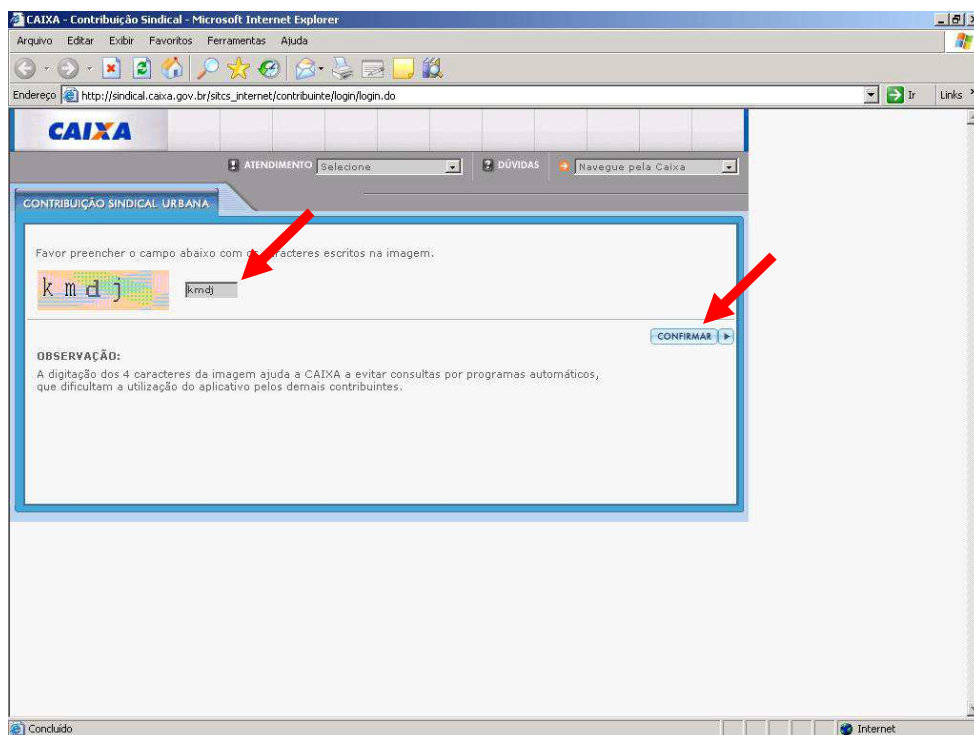 CAIXA - Contribuição Sindical - Microsoft Internet Explorer
Arquivo Editar Exibir Favoritos Ferramentas Ajuda
Endereço http://sindical.caixa.gov.br/sitcs_internet/contribuinte/login/login.do Ir Links
CAIXA
ATENDIMENTO Selecione DÚVIDAS Navegue pela Caixa
CONTRIBUIÇÃO SINDICAL URBANA
Favor preencher o campo abaixo com os caracteres escritos na imagem.
k m d j kmdj
CONFIRMAR
OBSERVAÇÃO:
A digitação dos 4 caracteres da imagem ajuda a CAIXA a evitar consultas por programas automáticos,
que dificultam a utilização do aplicativo pelos demais contribuintes.
Concluído Internet